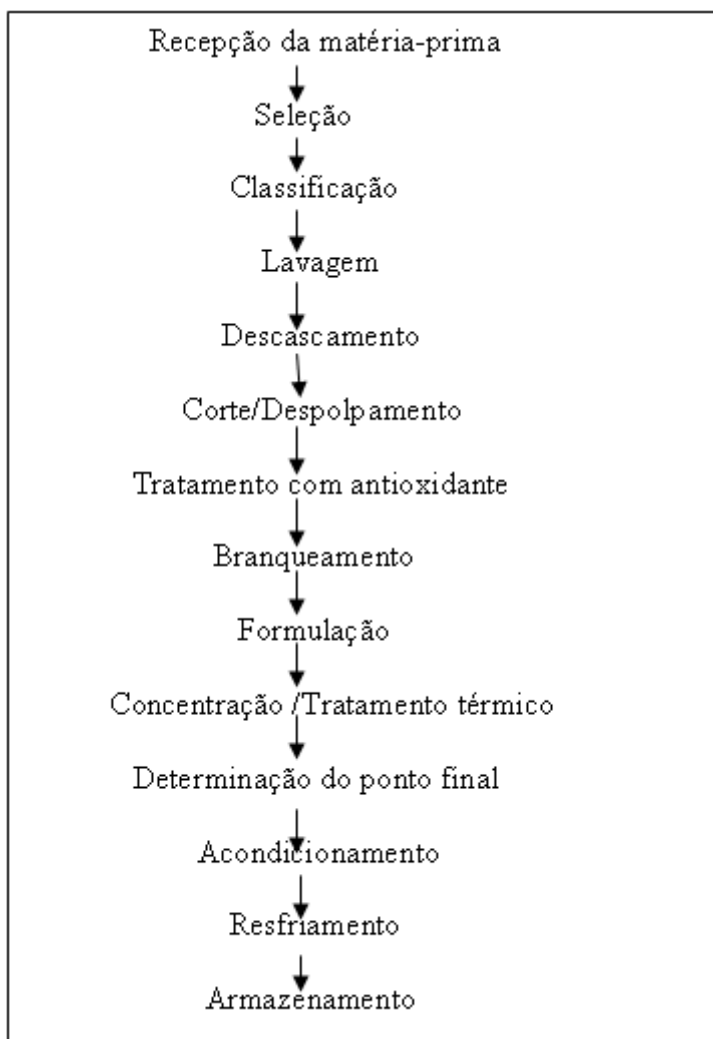 Recepção da matéria-prima
Seleção
Classificação
Lavagem
Descascamento
Corte/Despolpamento
Tratamento com antioxidante
Branqueamento
Formulação
Concentração /Tratamento térmico
Determinação do ponto final
Acondicionamento
Resfriamento
Armazenamento